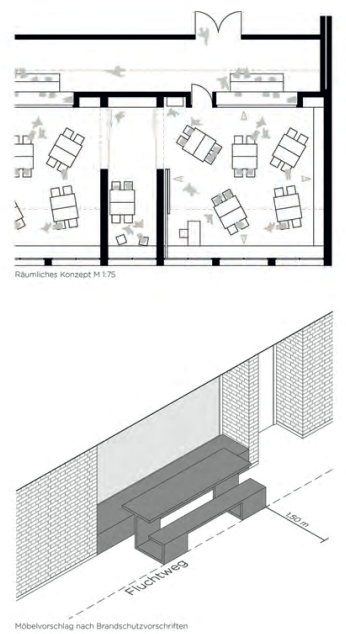 Räumliches Konzept M 1:75
1,50 m
Fluchtweg
Möbelvorschlag nach Brandschutzvorschriften